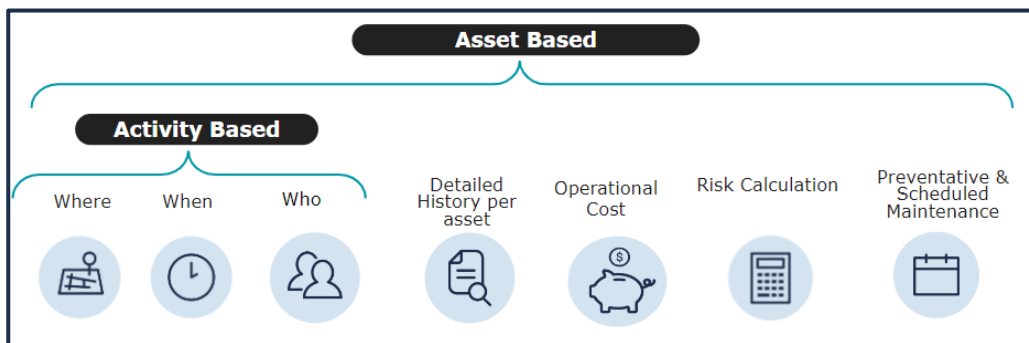 Asset Based
Activity Based
Where
When
Who
Detailed
History per
asset
Operational
Cost
Risk Calculation
Preventative &
Scheduled
Maintenance
$